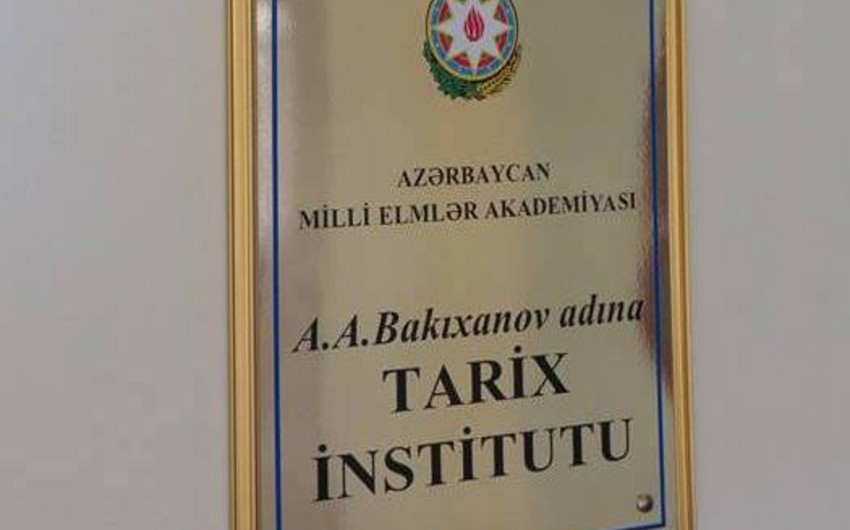 AZƏRBAYCAN
MİLLİ ELMLƏR AKADEMİYASI
A.A.Bakıxanov adına
TARİX
İNSTİTUTU